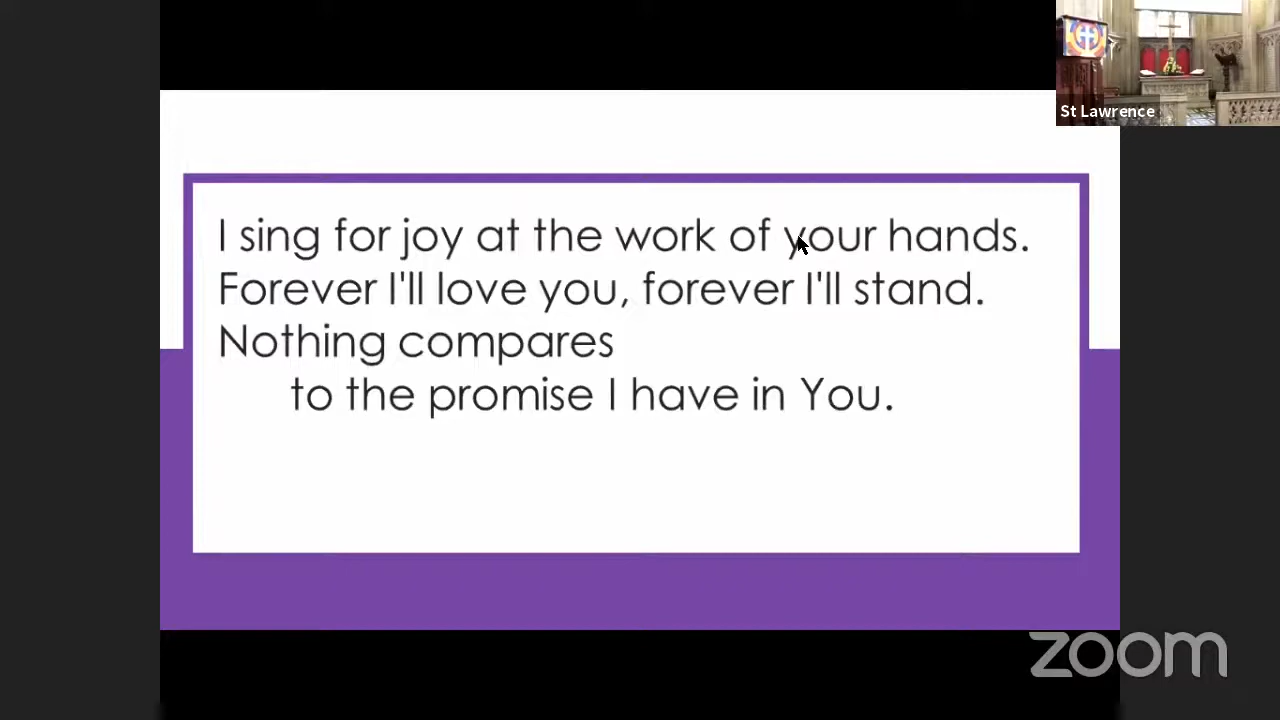 St Lawrence
I sing for joy at the work of your hands.
Forever I'll love you, forever I'll stand.
Nothing compares
to the promise I have in You.
zoom